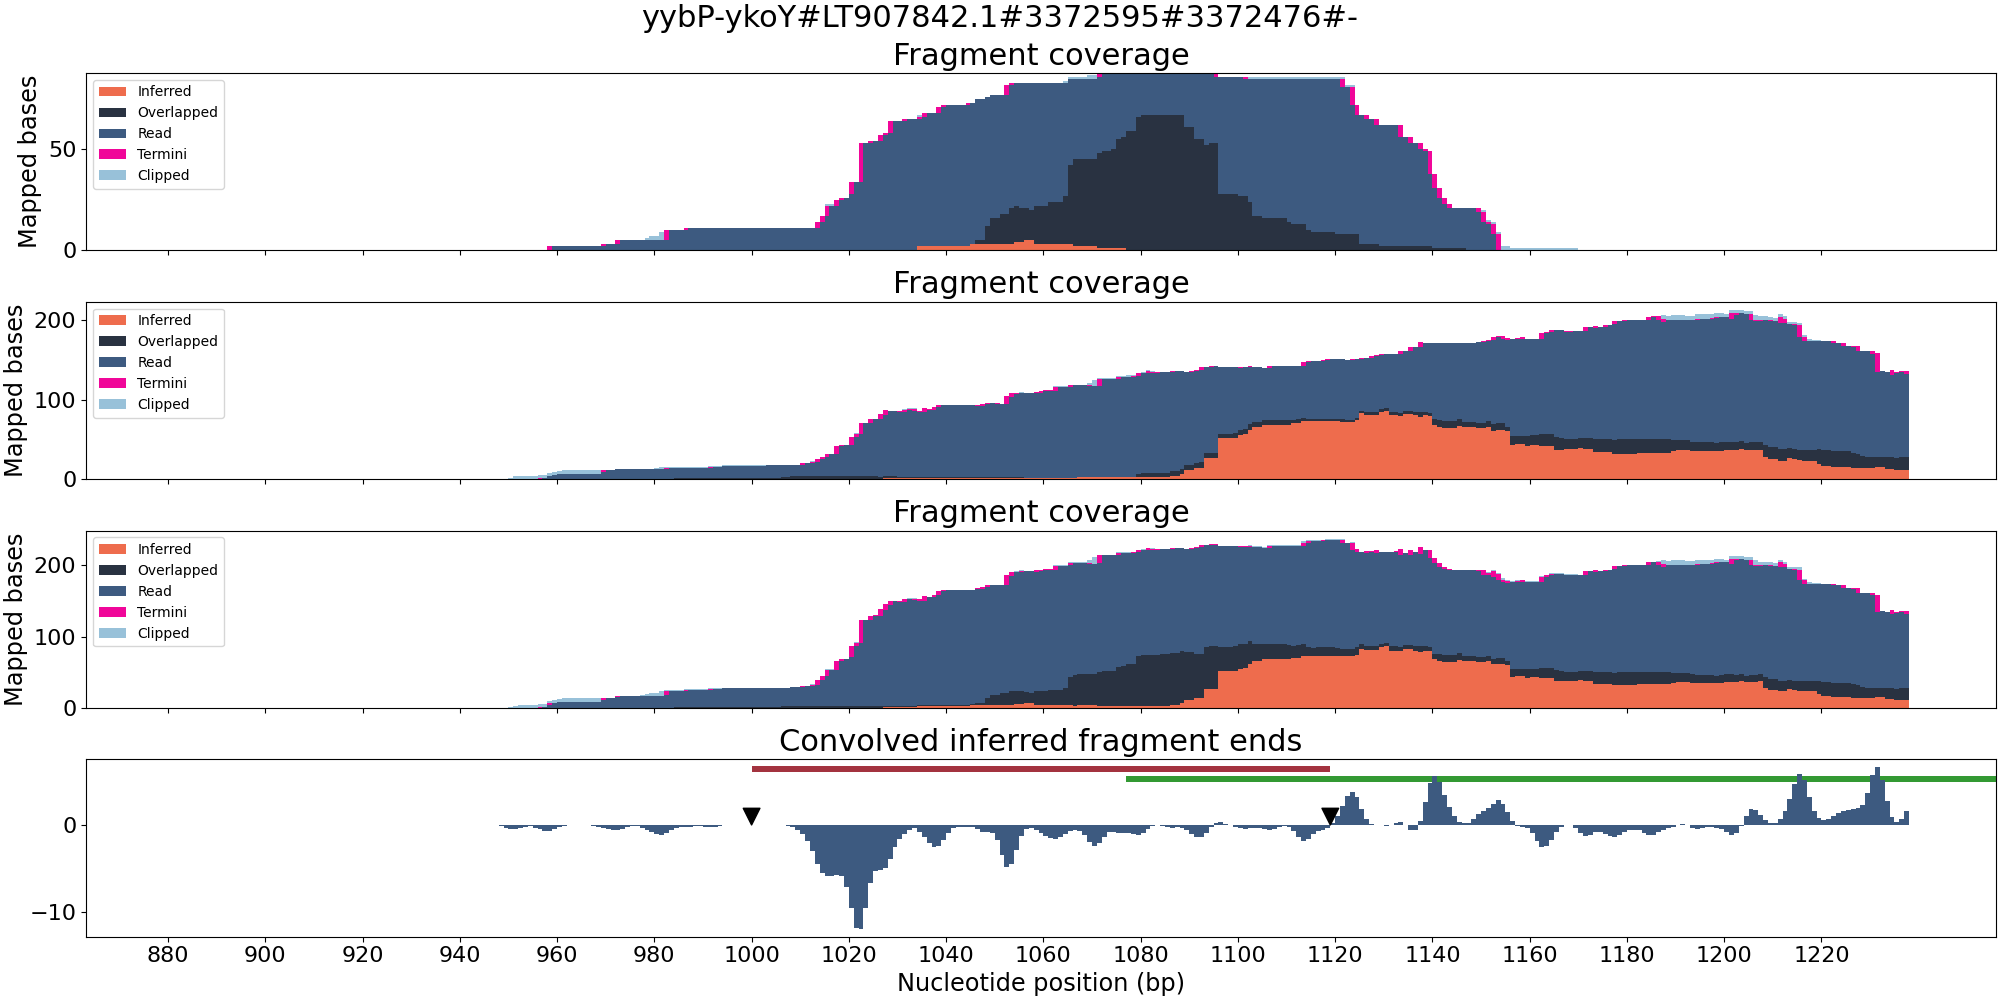 yybP-ykoY#LT907842.1#3372595#3372476#-
Fragment coverage
Mapped bases
50
0
Inferred
Overlapped
Read
Termini
Clipped
Fragment coverage
Mapped bases
200
100
0
Inferred
Overlapped
Read
Termini
Clipped
Fragment coverage
Mapped bases
200
100
0
Inferred
Overlapped
Read
Termini
Clipped
Convolved inferred fragment ends
0
−10
880 900 920 940 960 980 1000 1020 1040 1060 1080 1100 1120 1140 1160 1180 1200 1220
Nucleotide position (bp)